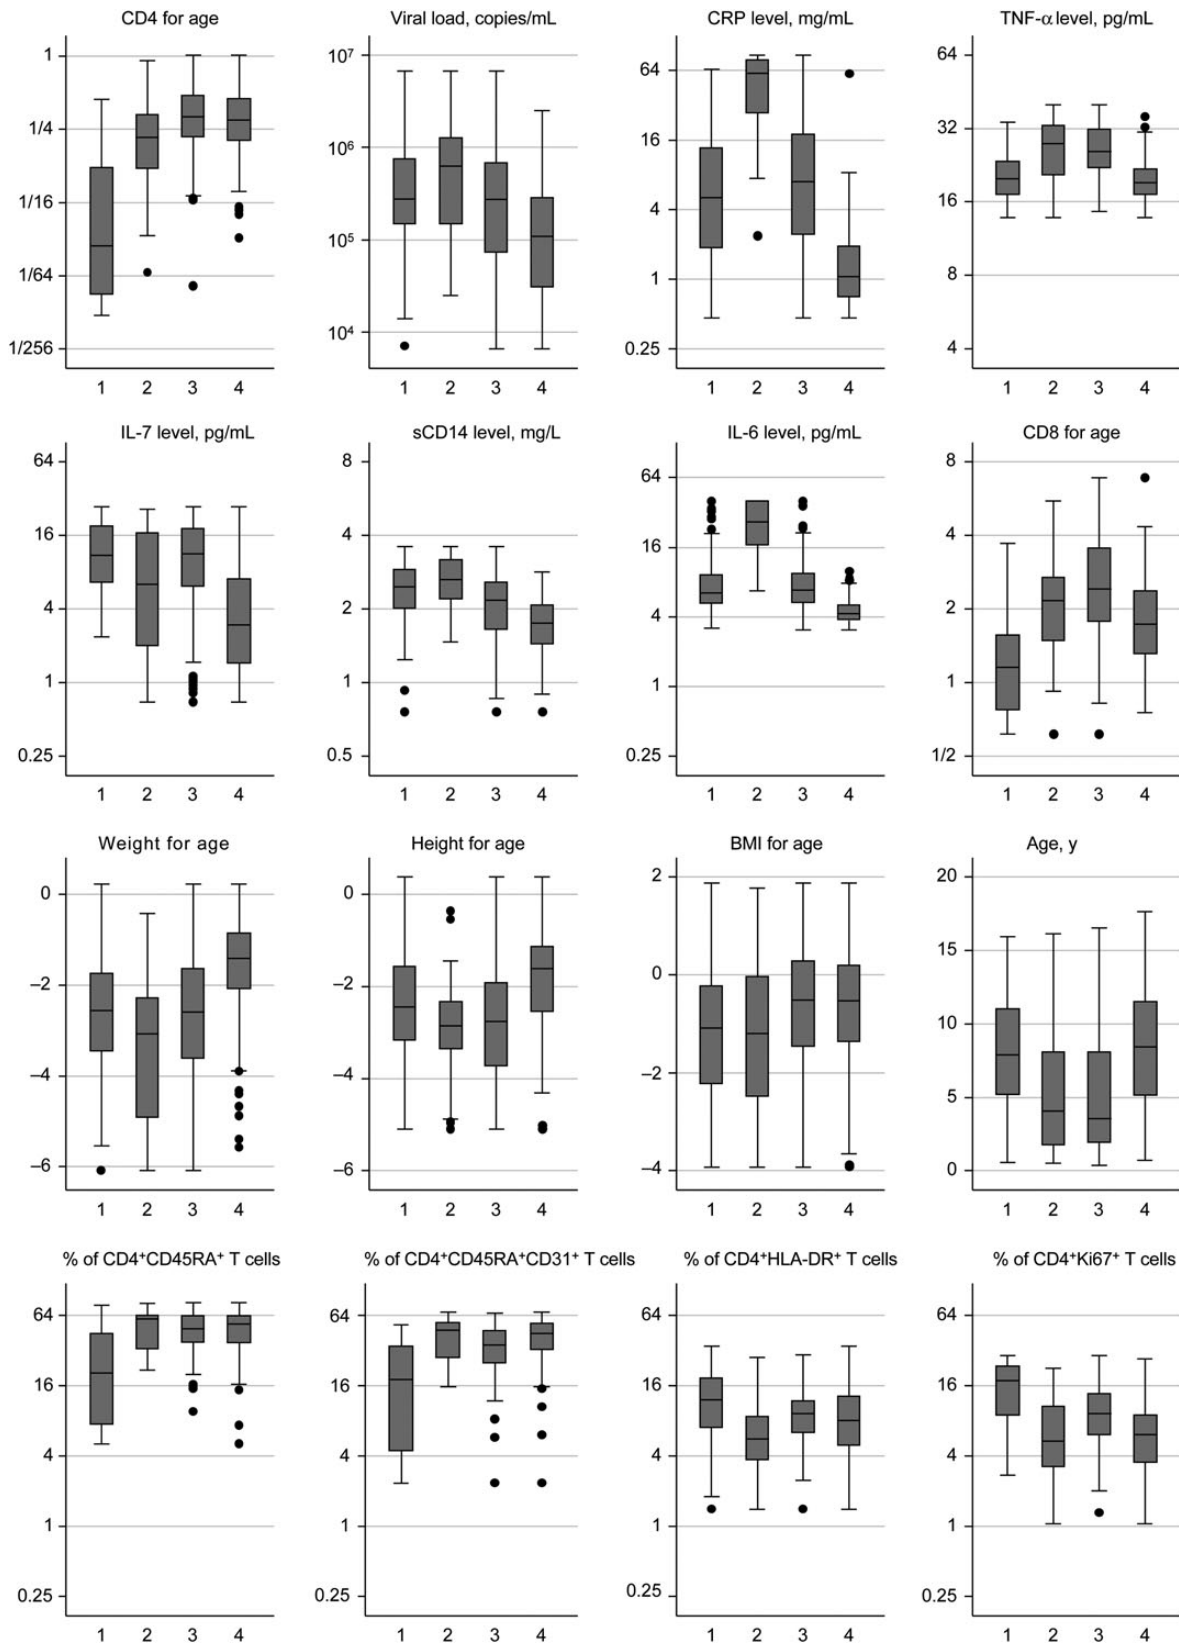 CD4 for age
1
1/4
1/16
1/64
1/256
1 2 3 4
Viral load, copies/mL
10⁷
10⁶
10⁵
10⁴
1 2 3 4
CRP level, mg/mL
64
16
4
1
0.25
1 2 3 4
TNF-α level, pg/mL
64
32
16
8
4
1 2 3 4
IL-7 level, pg/mL
64
16
4
1
0.25
1 2 3 4
sCD14 level, mg/L
8
4
2
1
0.5
1 2 3 4
IL-6 level, pg/mL
64
16
4
1
0.25
1 2 3 4
CD8 for age
8
4
2
1
1/2
1 2 3 4
Weight for age
0
–2
–4
–6
1 2 3 4
Height for age
0
–2
–4
–6
1 2 3 4
BMI for age
2
0
–2
–4
1 2 3 4
Age, y
20
15
10
5
0
1 2 3 4
% of CD4⁺CD45RA⁺ T cells
64
16
4
1
0.25
1 2 3 4
% of CD4⁺CD45RA⁺CD31⁺ T cells
64
16
4
1
0.25
1 2 3 4
% of CD4⁺HLA-DR⁺ T cells
64
16
4
1
0.25
1 2 3 4
% of CD4⁺Ki67⁺ T cells
64
16
4
1
0.25
1 2 3 4